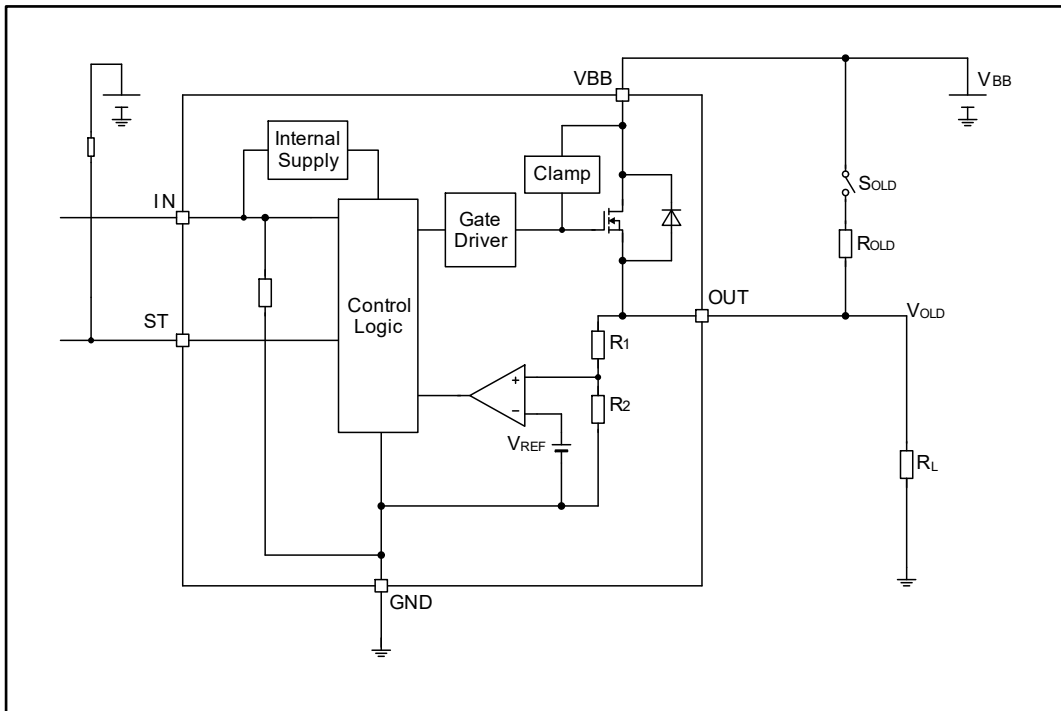 VBB
VBB
Internal
Supply
Clamp
SOLD
IN
Gate
Driver
ROLD
OUT
VOLD
ST
Control
Logic
R1
+
R2
−
VREF
RL
GND